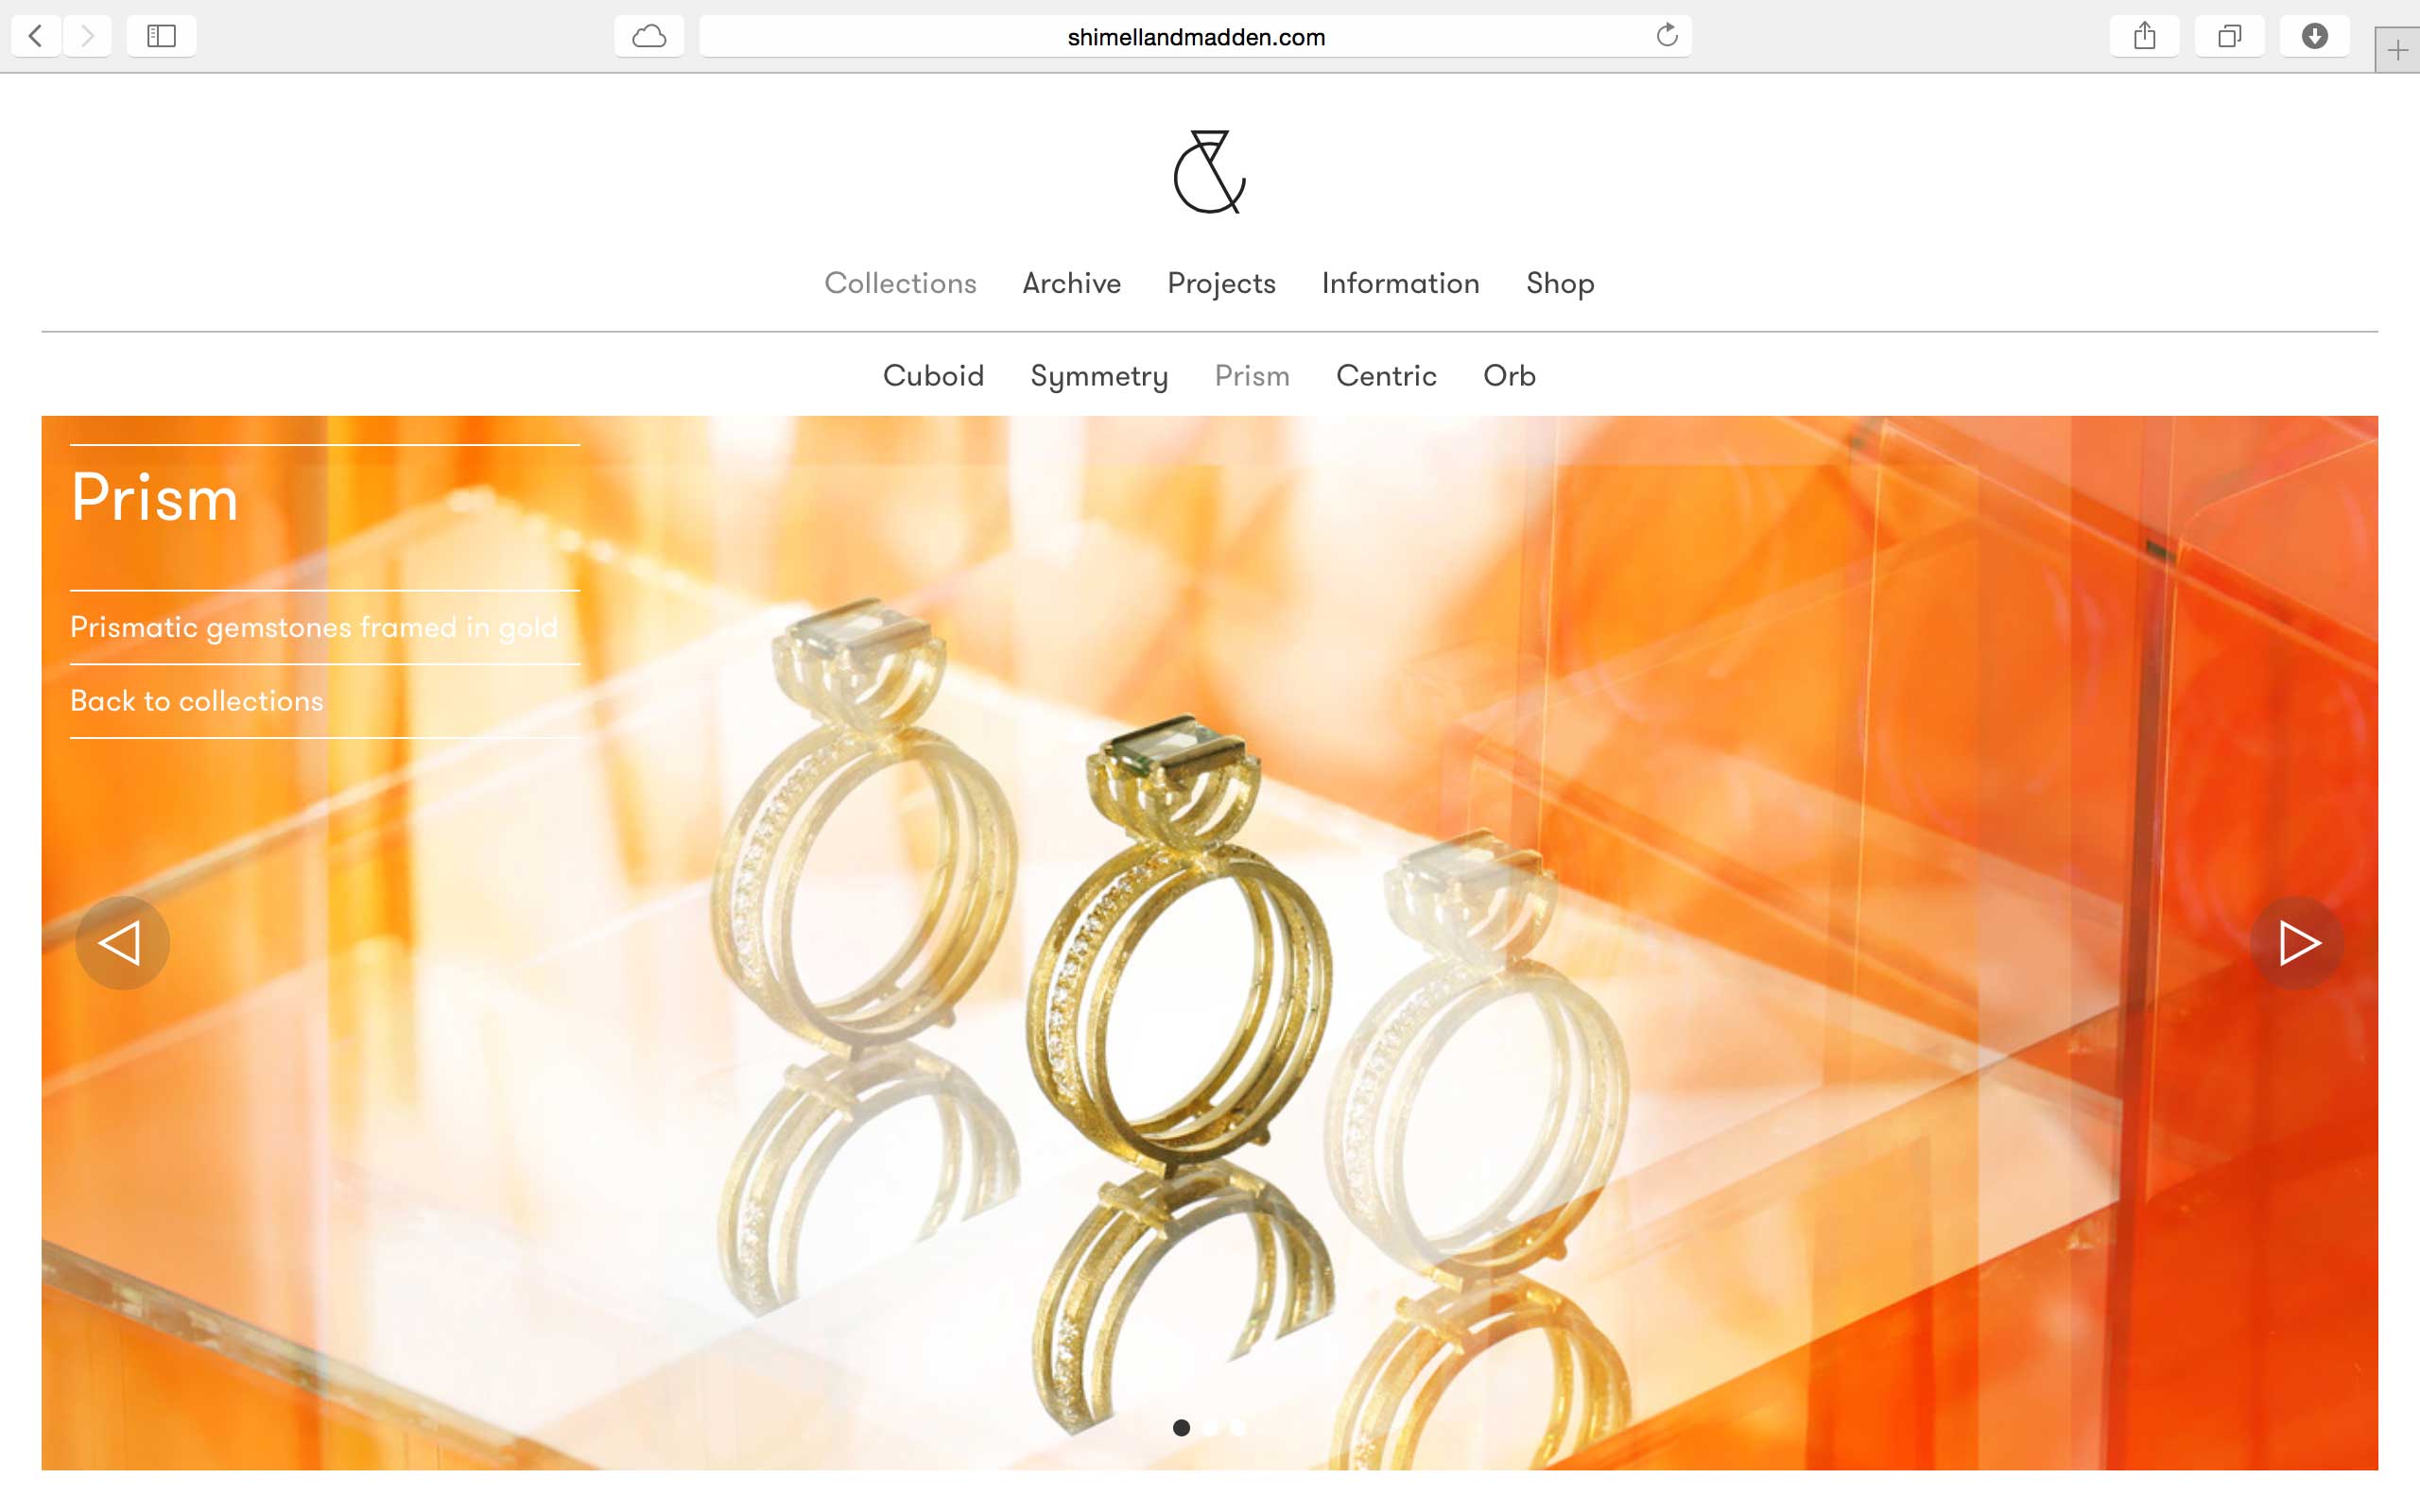 shimellandmadden.com
Collections Archive Projects Information Shop
Cuboid Symmetry Prism Centric Orb
Prism
Prismatic gemstones framed in gold
Back to collections